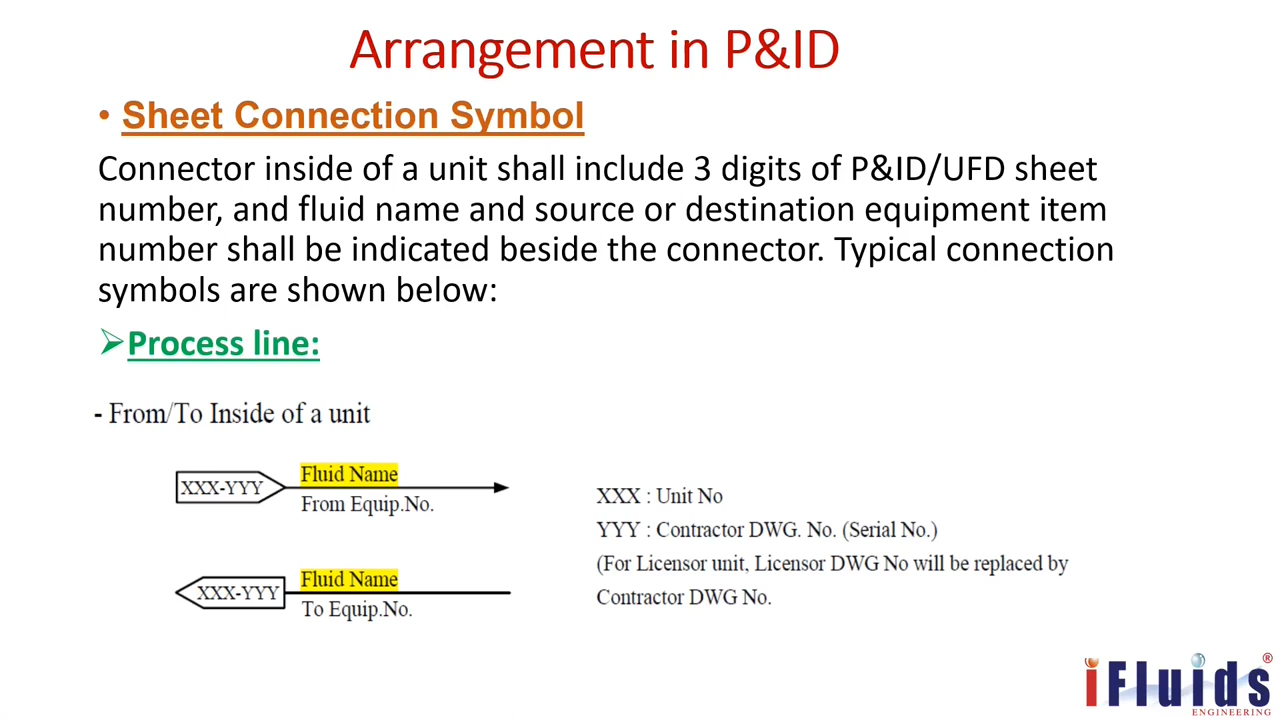 Arrangement in P&ID
• Sheet Connection Symbol
Connector inside of a unit shall include 3 digits of P&ID/UFD sheet
number, and fluid name and source or destination equipment item
number shall be indicated beside the connector. Typical connection
symbols are shown below:
Process line:
- From/To Inside of a unit
XXX-YYY
Fluid Name
From Equip.No.
XXX-YYY
Fluid Name
To Equip.No.
XXX : Unit No
YYY : Contractor DWG. No. (Serial No.)
(For Licensor unit, Licensor DWG No will be replaced by
Contractor DWG No.
iFluids®
ENGINEERING